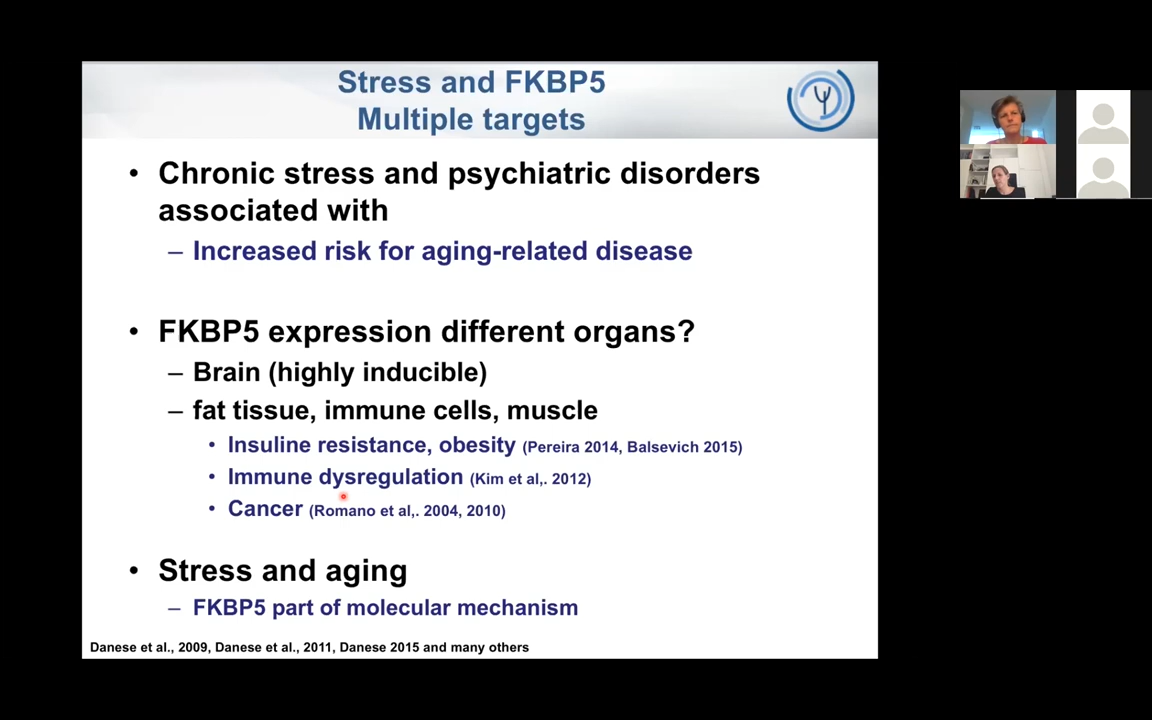 Stress and FKBP5
Multiple targets
• Chronic stress and psychiatric disorders
associated with
– Increased risk for aging-related disease
• FKBP5 expression different organs?
– Brain (highly inducible)
– fat tissue, immune cells, muscle
• Insuline resistance, obesity (Pereira 2014, Balsevich 2015)
• Immune dysregulation (Kim et al,. 2012)
• Cancer (Romano et al,. 2004, 2010)
• Stress and aging
– FKBP5 part of molecular mechanism
Danese et al., 2009, Danese et al., 2011, Danese 2015 and many others